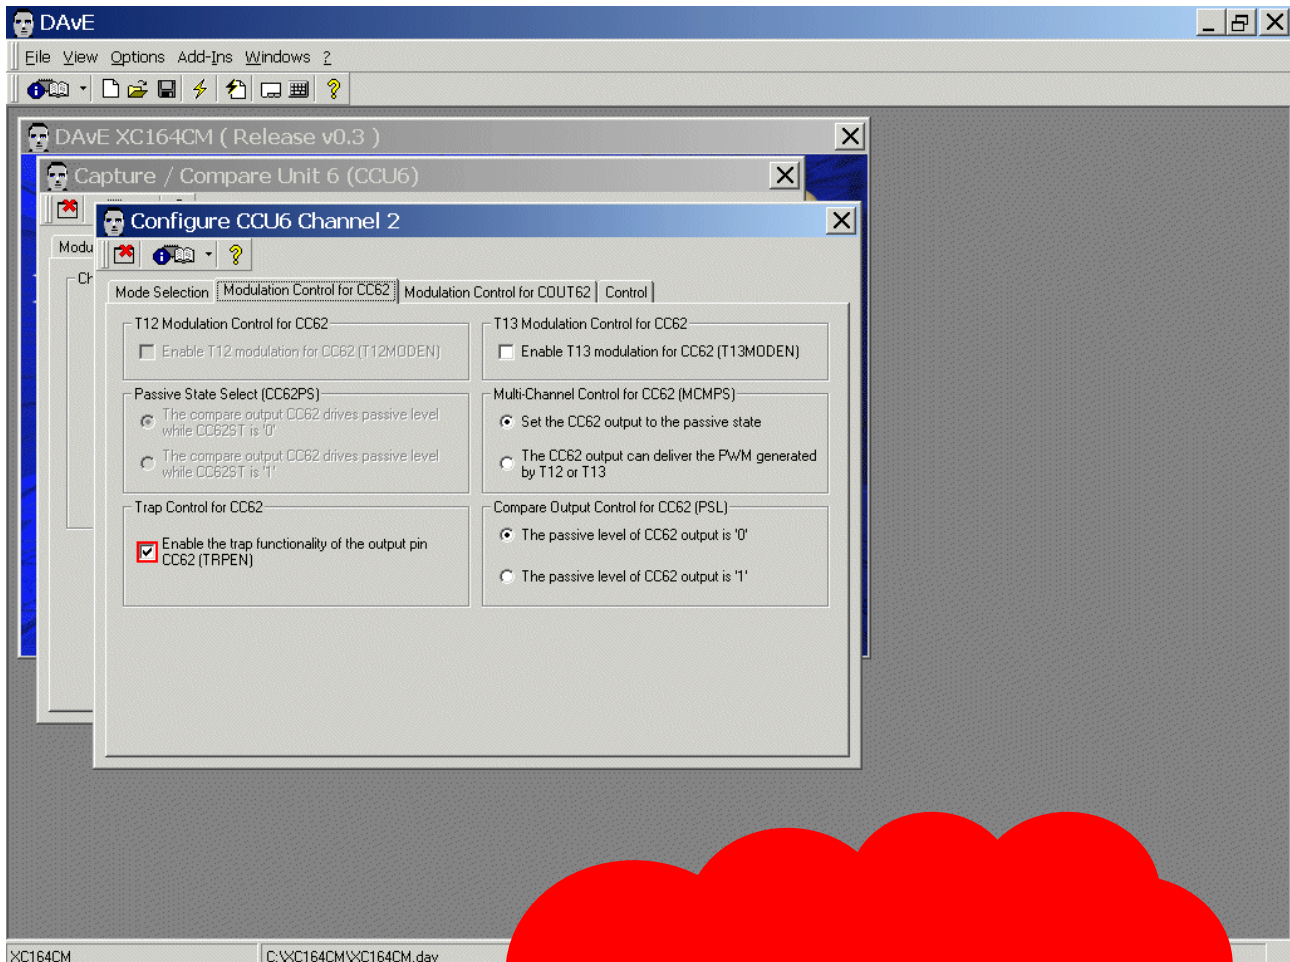 DAvE
File View Options Add-Ins Windows ?
DAvE XC164CM ( Release v0.3 )
Capture / Compare Unit 6 (CCU6)
Configure CCU6 Channel 2
Modu
Ch
Mode Selection Modulation Control for CC62 Modulation Control for COUT62 Control
T12 Modulation Control for CC62
Enable T12 modulation for CC62 (T12MODEN)
T13 Modulation Control for CC62
Enable T13 modulation for CC62 (T13MODEN)
Passive State Select (CC62PS)
The compare output CC62 drives passive level
while CC62ST is '0'
The compare output CC62 drives passive level
while CC62ST is '1'
Multi-Channel Control for CC62 (MCMPS)
Set the CC62 output to the passive state
The CC62 output can deliver the PWM generated
by T12 or T13
Trap Control for CC62
Enable the trap functionality of the output pin
CC62 (TRPEN)
Compare Output Control for CC62 (PSL)
The passive level of CC62 output is '0'
The passive level of CC62 output is '1'
XC164CM C:\XC164CM\XC164CM.dav